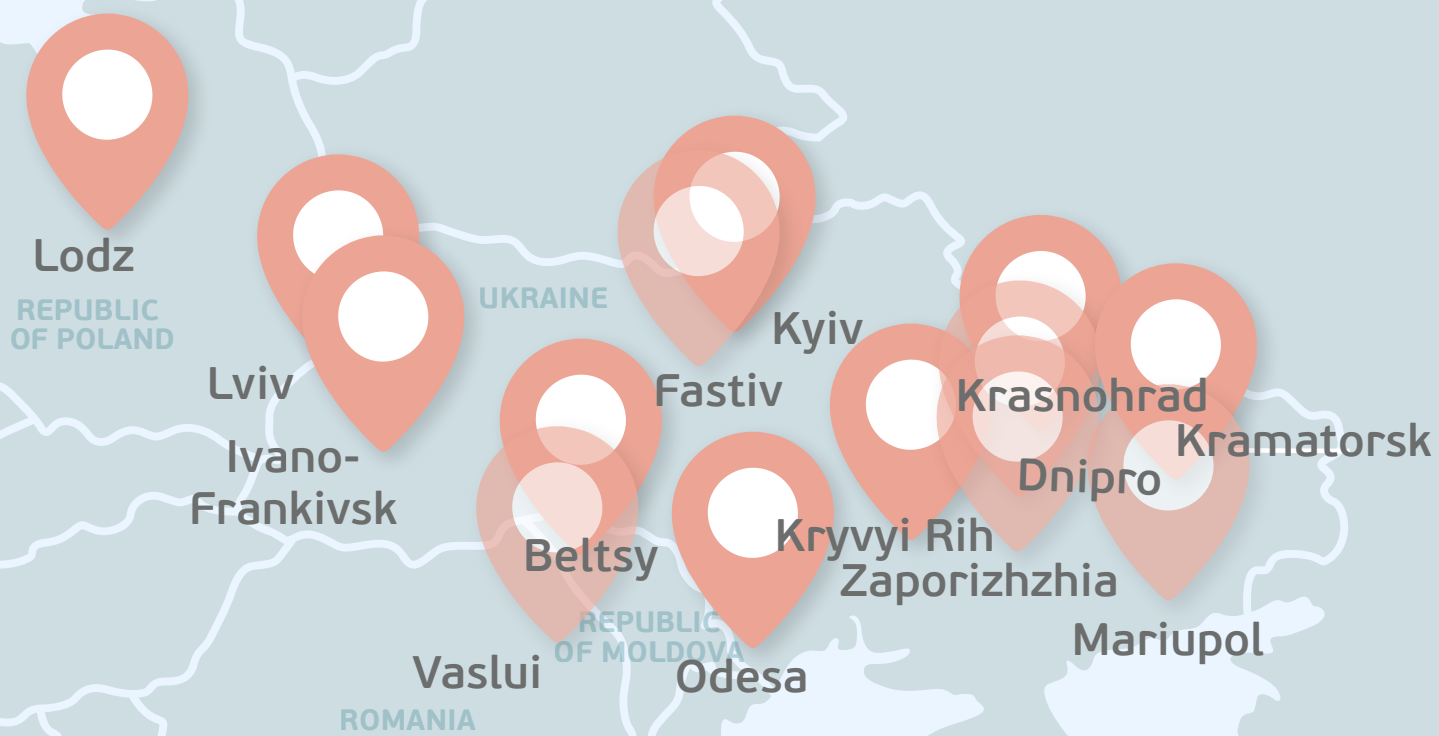 Lodz
REPUBLIC
OF POLAND
UKRAINE
Kyiv
Lviv
Fastiv
Krasnohrad
Kramatorsk
Ivano-
Frankivsk
Dnipro
Beltsy
Kryvyi Rih
Zaporizhzhia
REPUBLIC
OF MOLDOVA
Mariupol
Vaslui
Odesa
ROMANIA